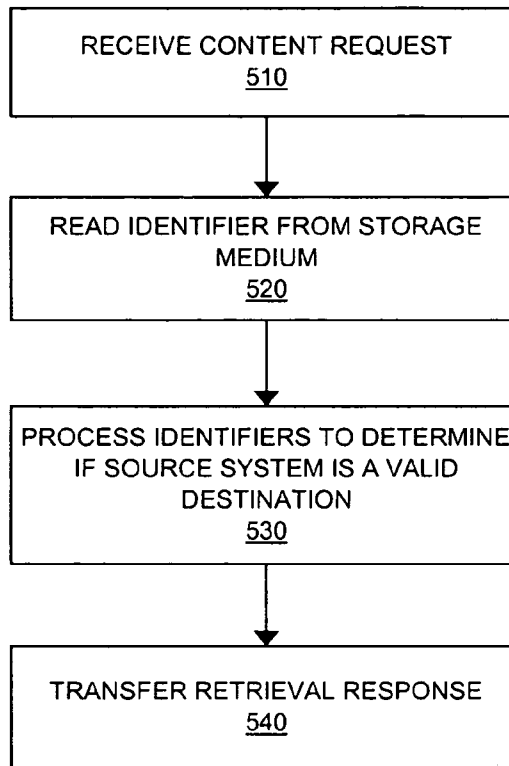 RECEIVE CONTENT REQUEST
510
READ IDENTIFIER FROM STORAGE
MEDIUM
520
PROCESS IDENTIFIERS TO DETERMINE
IF SOURCE SYSTEM IS A VALID
DESTINATION
530
TRANSFER RETRIEVAL RESPONSE
540